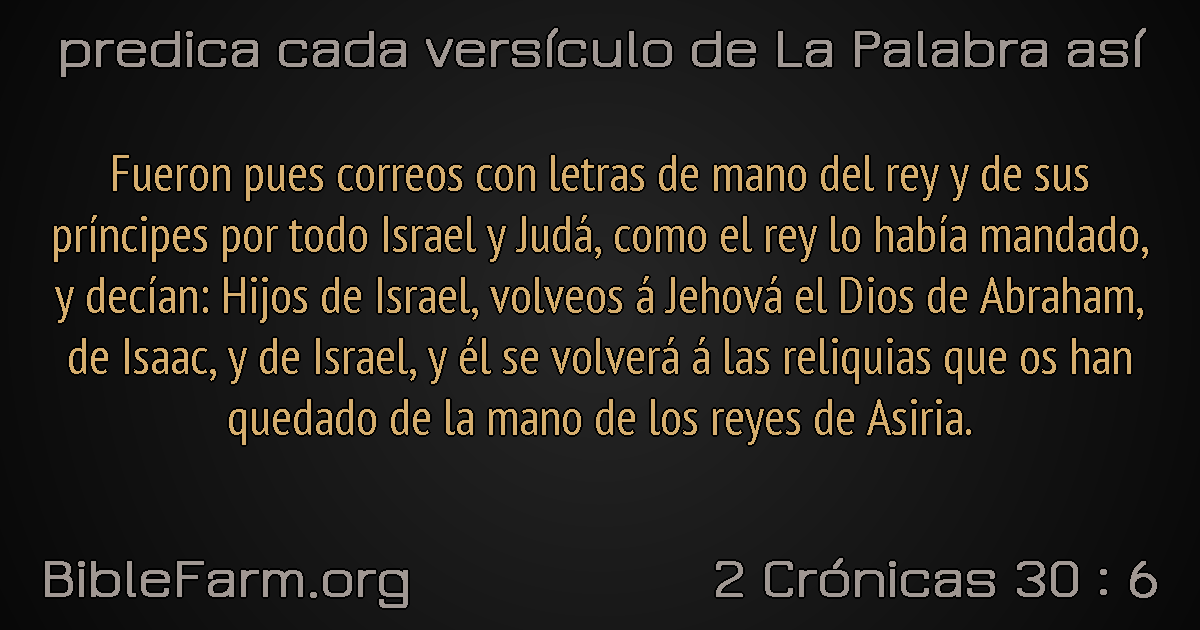 predica cada versículo de La Palabra así
Fueron pues correos con letras de mano del rey y de sus
príncipes por todo Israel y Judá, como el rey lo había mandado,
y decían: Hijos de Israel, volveos á Jehová el Dios de Abraham,
de Isaac, y de Israel, y él se volverá á las reliquias que os han
quedado de la mano de los reyes de Asiria.
BibleFarm.org
2 Crónicas 30 : 6